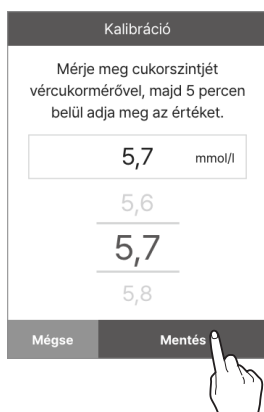 Kalibráció
Mérje meg cukorszintjét
vércukormérővel, majd 5 percen
belül adja meg az értéket.
5,7 mmol/l
5,6
5,7
5,8
Mégse Mentés